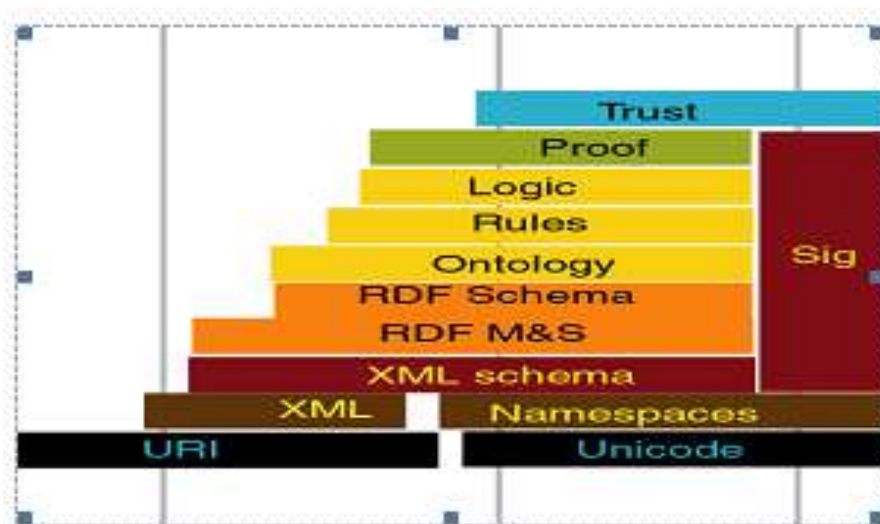 Trust
Proof
Logic
Rules
Sig
Ontology
RDF Schema
RDF M&S
XML schema
XML Namespaces
URI Unicode